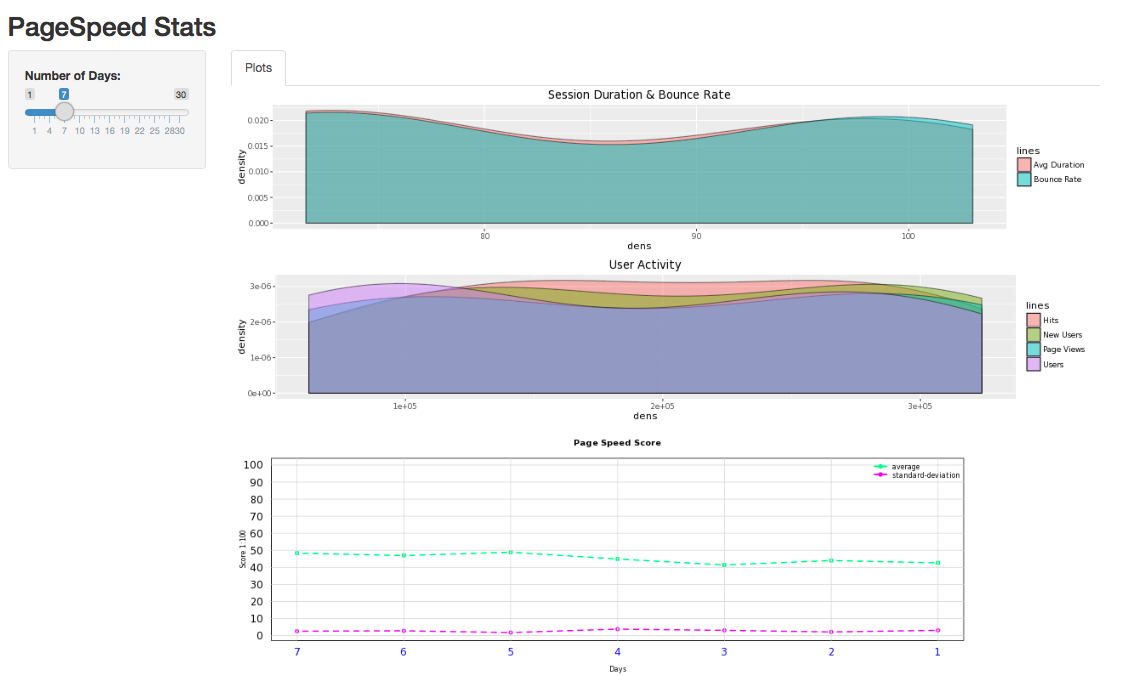 PageSpeed Stats
Number of Days:
1 7 30
1 4 7 10 13 16 19 22 25 2830
Plots
Session Duration & Bounce Rate
density
0.020
0.015
0.010
0.005
0.000
80 90 100
dens
lines
Avg Duration
Bounce Rate
User Activity
density
3e-06
2e-06
1e-06
0e+00
1e+05 2e+05 3e+05
dens
lines
Hits
New Users
Page Views
Users
Page Speed Score
Score 1:100
100
90
80
70
60
50
40
30
20
10
0
average
standard-deviation
7 6 5 4 3 2 1
Days